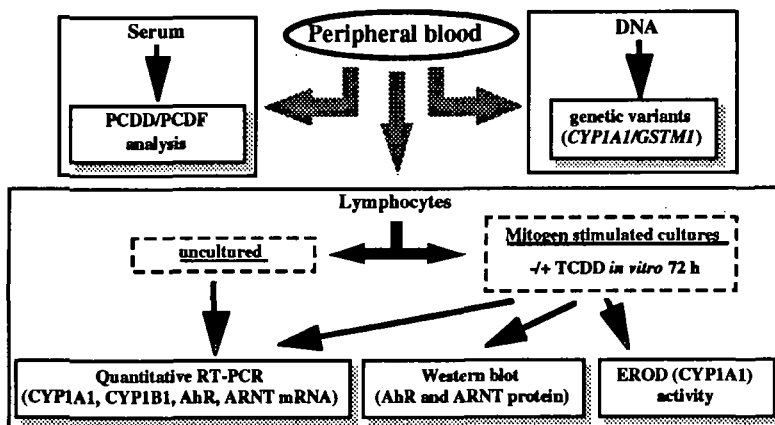 Serum
Peripheral blood
DNA
PCDD/PCDF
analysis
genetic variants
(CYP1A1/GSTM1)
Lymphocytes
uncultured
Mitogen stimulated cultures
-/+ TCDD in vitro 72 h
Quantitative RT-PCR
(CYP1A1, CYP1B1, AhR, ARNT mRNA)
Western blot
(AhR and ARNT protein)
EROD (CYP1A1)
activity